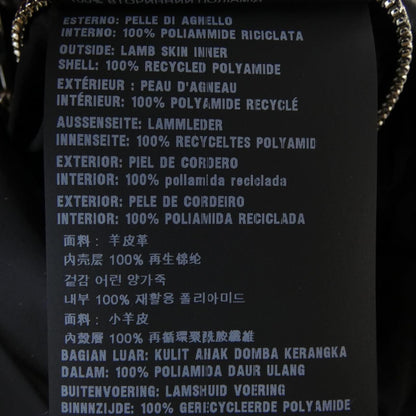 ESTERNO: PELLE DI AGNELLO
INTERNO: 100% POLIAMMIDE RICICLATA
OUTSIDE: LAMB SKIN INNER
SHELL: 100% RECYCLED POLYAMIDE
EXTÉRIEUR : PEAU D'AGNEAU
INTÉRIEUR: 100% POLYAMIDE RECYCLÉ
AUSSENSEITE: LAMMLEDER
INNENSEITE: 100% RECYCELTES POLYAMID
EXTERIOR: PIEL DE CORDERO
INTERIOR: 100% poliamida reciclada
EXTERIOR: PELE DE CORDEIRO
INTERIOR: 100% POLIAMIDA RECICLADA
面料：羊皮革
内壳层 100% 再生锦纶
겉감 어린 양가죽
내부 100% 재활용 폴리아미드
面料：小羊皮
內殼層 100% 再循環聚酰胺纖維
BAGIAN LUAR: KULIT ANAK DOMBA KERANGKA
DALAM: 100% POLIAMIDA DAUR ULANG
BUITENVOERING: LAMSHUID VOERING
BINNNZIJDE: 100% GERECYCLEERDE POLYAMIDE